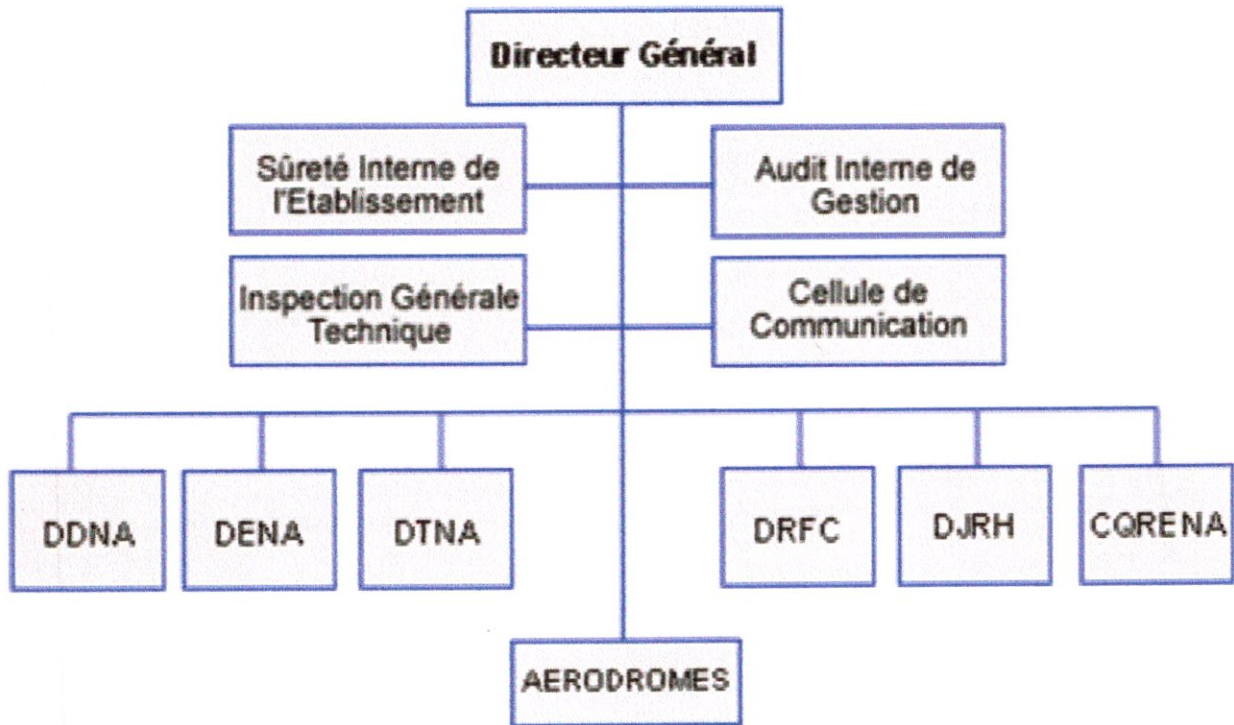 Directeur Général
Sûreté Interne de
l'Etablissement
Audit Interne de
Gestion
Inspection Générale
Technique
Cellule de
Communication
DDNA
DENA
DTNA
DRFC
DJRH
CQRENA
AERODROMES